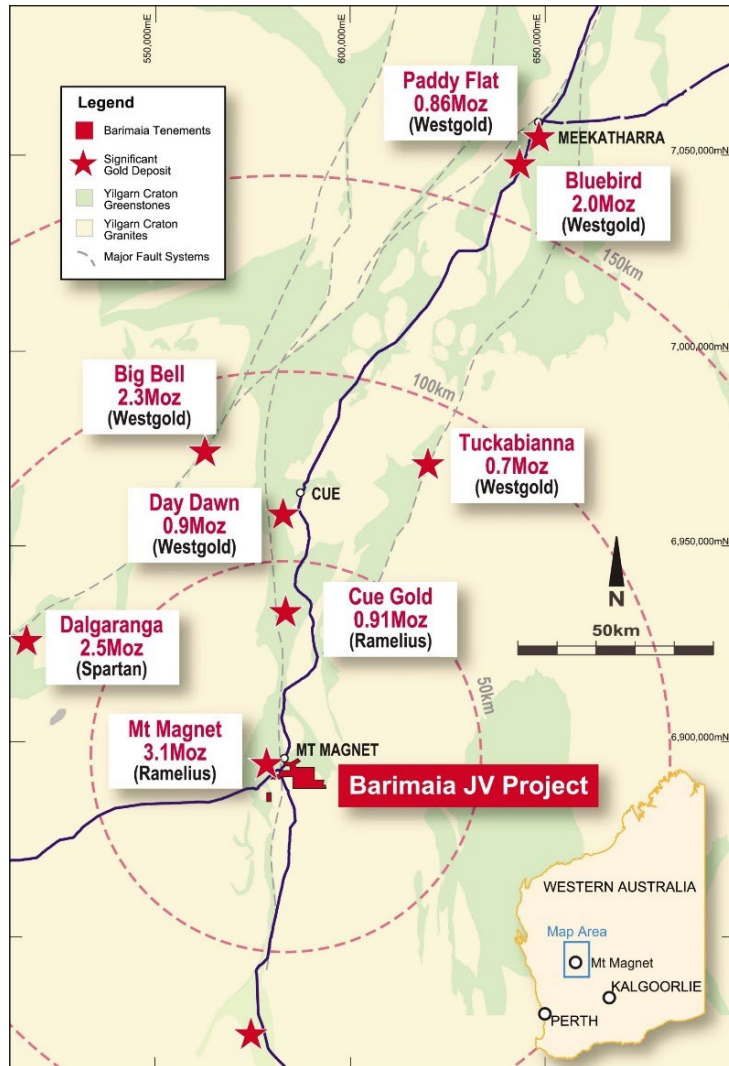 550,000mE
600,000mE
650,000mE
Legend
Barimaia Tenements
Significant
Gold Deposit
Yilgarn Craton
Greenstones
Yilgarn Craton
Granites
Major Fault Systems
Paddy Flat
0.86Moz
(Westgold)
MEEKATHARRA
7,050,000mN
Bluebird
2.0Moz
(Westgold)
150km
7,000,000mN
Big Bell
2.3Moz
(Westgold)
100km
Tuckabianna
0.7Moz
(Westgold)
CUE
Day Dawn
0.9Moz
(Westgold)
6,950,000mN
N
50km
Cue Gold
0.91Moz
(Ramelius)
Dalgaranga
2.5Moz
(Spartan)
50km
Mt Magnet
3.1Moz
(Ramelius)
MT MAGNET
6,900,000mN
Barimaia JV Project
WESTERN AUSTRALIA
Map Area
Mt Magnet
KALGOORLIE
PERTH